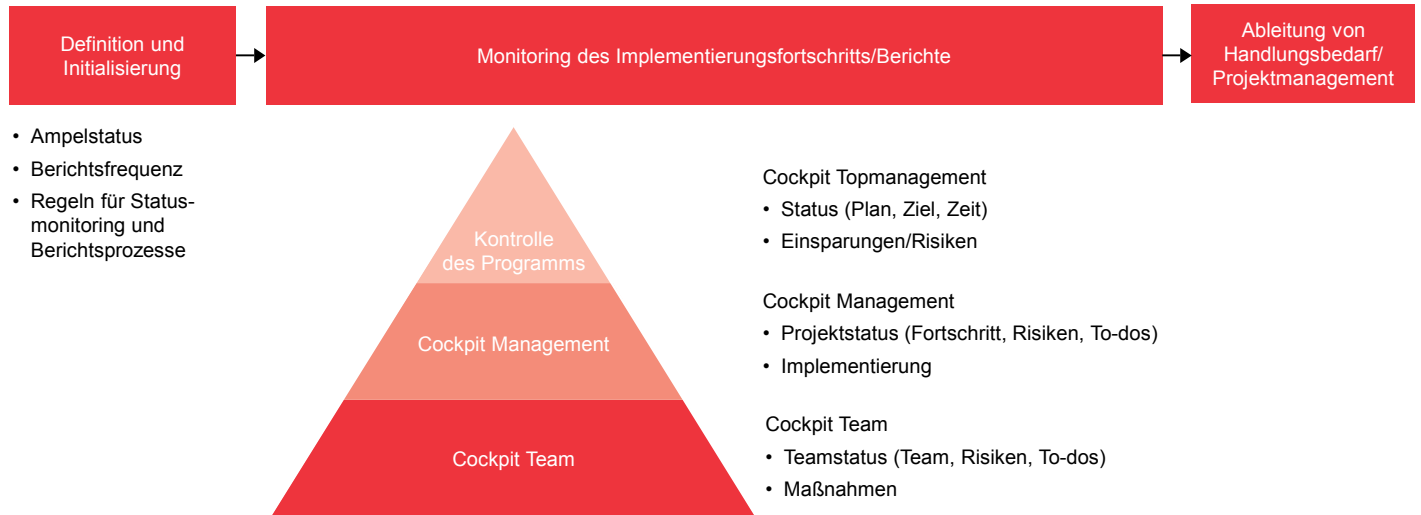 Definition und
Initialisierung
Monitoring des Implementierungsfortschritts/Berichte
Ableitung von
Handlungsbedarf/
Projektmanagement
• Ampelstatus
• Berichtsfrequenz
• Regeln für Status-
monitoring und
Berichtsprozesse
Kontrolle
des Programms
Cockpit Management
Cockpit Team
Cockpit Topmanagement
• Status (Plan, Ziel, Zeit)
• Einsparungen/Risiken
Cockpit Management
• Projektstatus (Fortschritt, Risiken, To-dos)
• Implementierung
Cockpit Team
• Teamstatus (Team, Risiken, To-dos)
• Maßnahmen